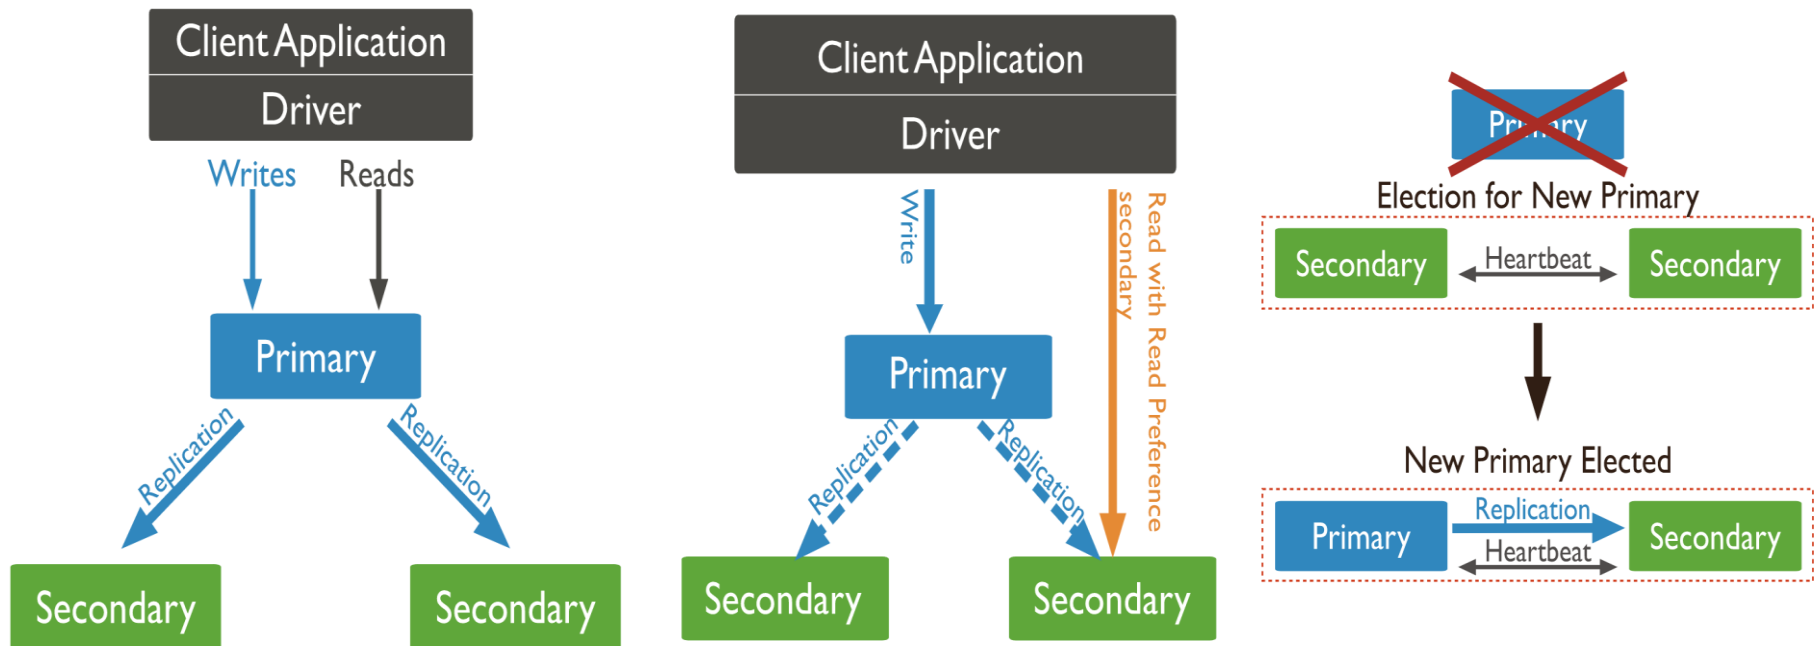 Client Application
Driver
Writes
Reads
Primary
Replication
Replication
Secondary
Secondary
Client Application
Driver
Write
Read with Read Preference
secondary
Primary
Replication
Replication
Secondary
Secondary
Primary
Election for New Primary
Secondary
Heartbeat
Secondary
New Primary Elected
Primary
Replication
Heartbeat
Secondary